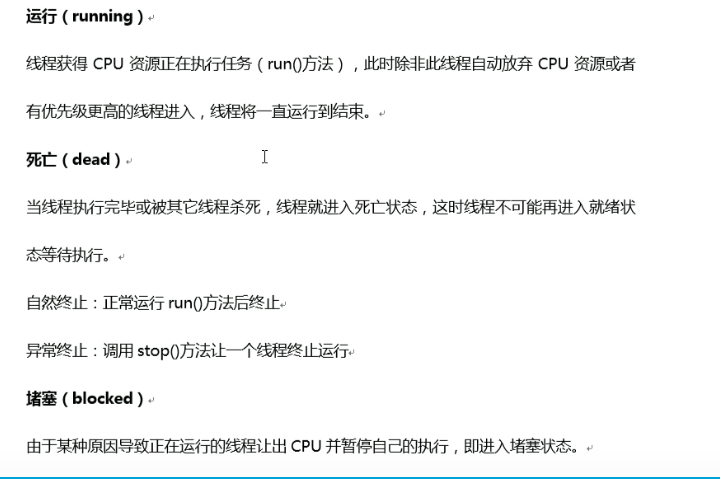 运行（running）
线程获得 CPU 资源正在执行任务（run()方法），此时除非此线程自动放弃 CPU 资源或者
有优先级更高的线程进入，线程将一直运行到结束。
死亡（dead）
当线程执行完毕或被其它线程杀死，线程就进入死亡状态，这时线程不可能再进入就绪状
态等待执行。
自然终止：正常运行 run()方法后终止
异常终止：调用 stop()方法让一个线程终止运行
堵塞（blocked）
由于某种原因导致正在运行的线程让出 CPU 并暂停自己的执行，即进入堵塞状态。